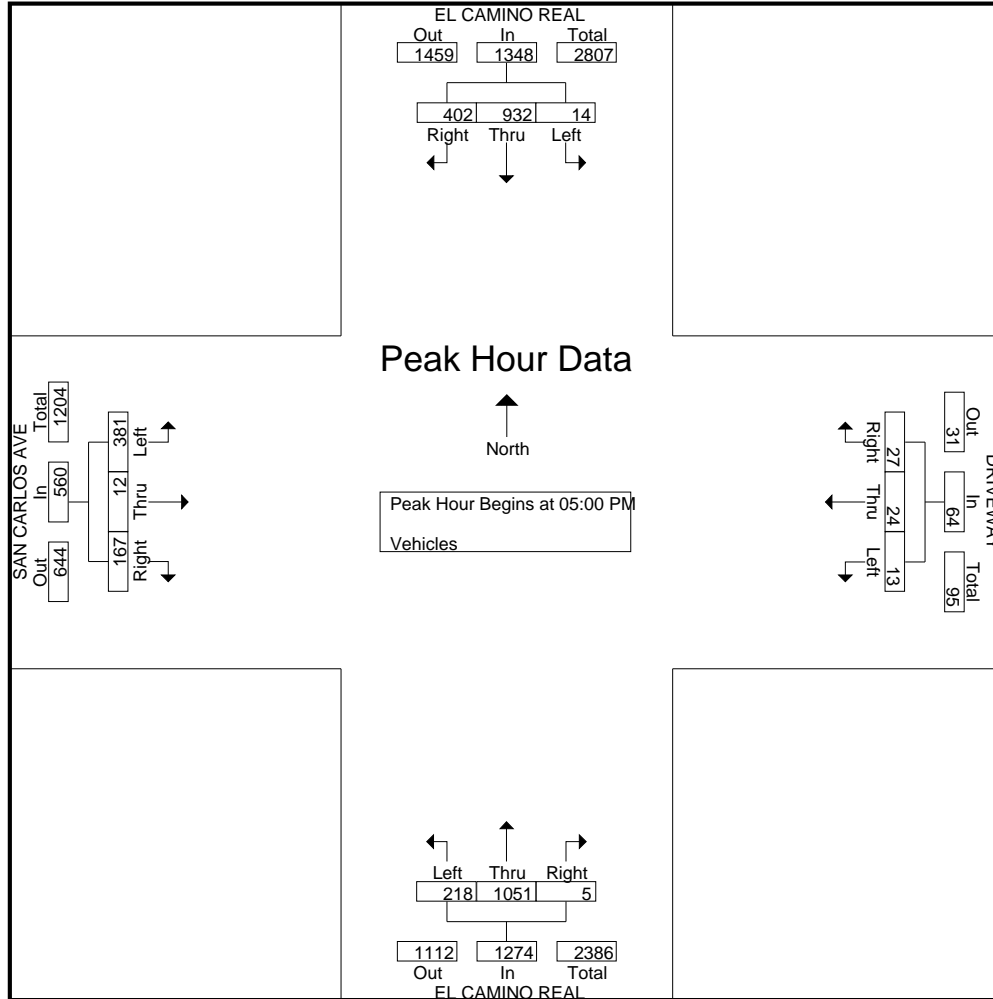 EL CAMINO REAL
Out In Total
1459 1348 2807
402 932 14
Right Thru Left
Peak Hour Data
North
Peak Hour Begins at 05:00 PM
Vehicles
SAN CARLOS AVE
Out In Total
644 560 1204
381 12 167
Left Thru Right
DRIVEWAY
Out In Total
31 64 95
27 24 13
Right Thru Left
Left Thru Right
218 1051 5
1112 1274 2386
Out In Total
EL CAMINO REAL